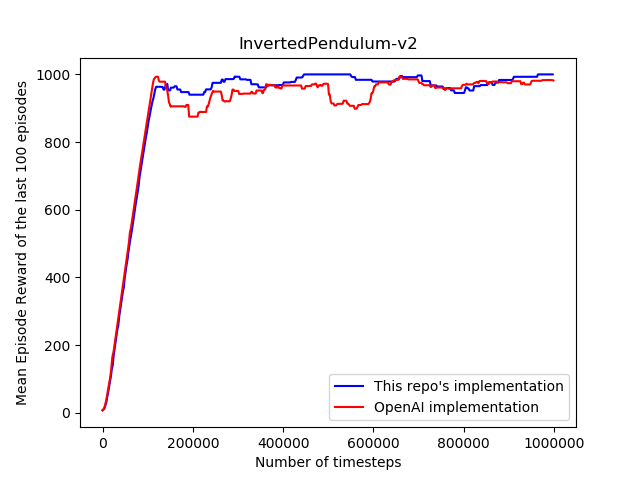 InvertedPendulum-v2
Mean Episode Reward of the last 100 episodes
1000
800
600
400
200
0
This repo's implementation
OpenAI implementation
0 200000 400000 600000 800000 1000000
Number of timesteps